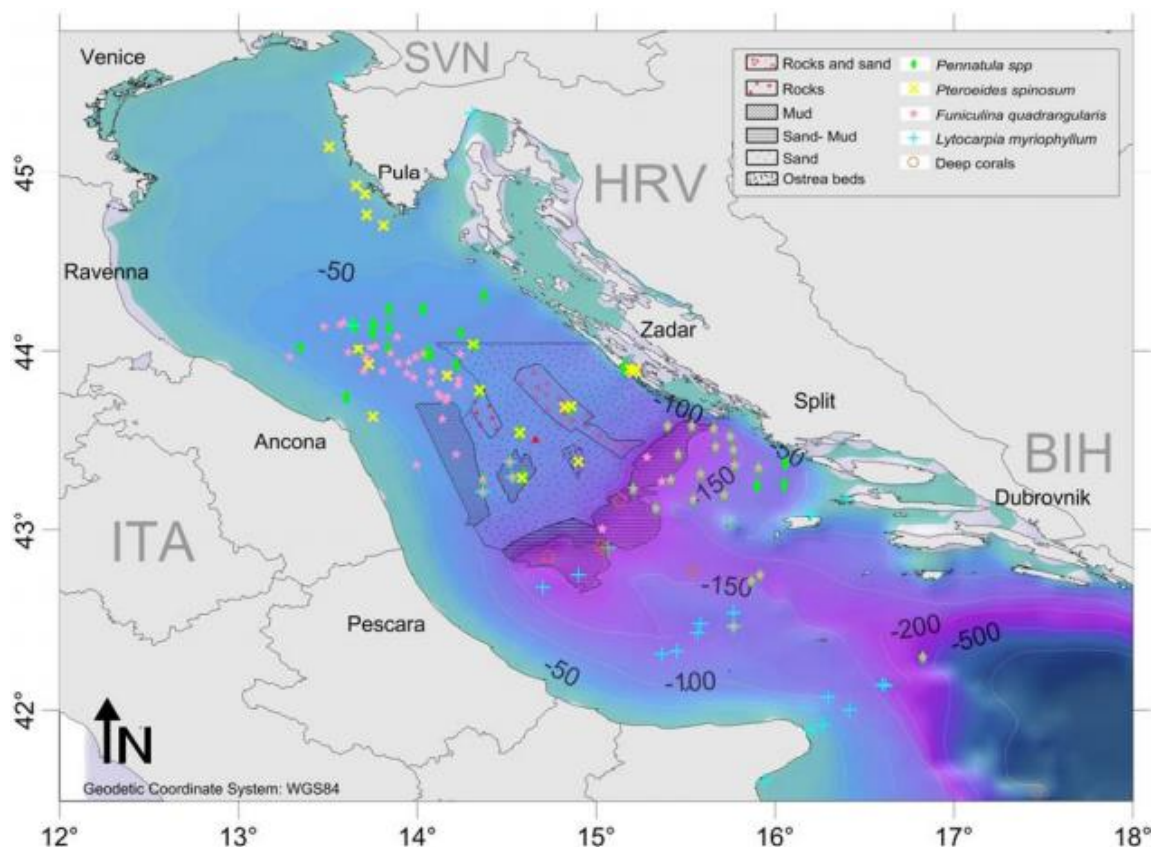 Venice
SVN
Rocks and sand
Rocks
Mud
Sand- Mud
Sand
Ostrea beds
Pennatula spp
Pteroeides spinosum
Funiculina quadrangularis
Lytocarpia myriophyllum
Deep corals
45°
Pula
HRV
Ravenna
-50
44°
Zadar
-100
Split
-50
Ancona
BIH
-150
Dubrovnik
43°
ITA
-150
Pescara
-200
-500
-50
-100
42°
N
Geodetic Coordinate System: WGS84
12° 13° 14° 15° 16° 17° 18°